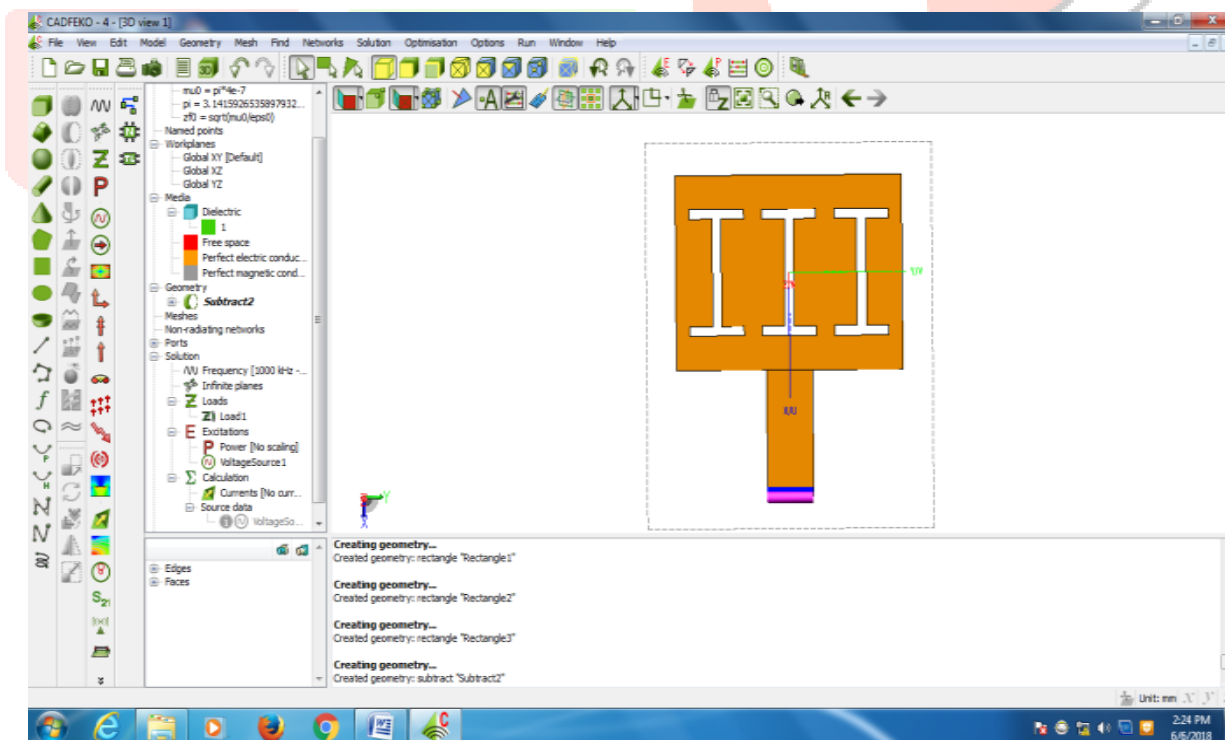 CADFEKO - 4 - [3D view 1]
File View Edit Model Geometry Mesh Find Networks Solution Optimisation Options Run Window Help
mu0 = pi*4e-7
pi = 3.1415926535897932...
zf0 = sqrt(mu0/eps0)
Named points
Workplanes
Global XY [Default]
Global XZ
Global YZ
Media
Dielectric
1
Free space
Perfect electric conduc...
Perfect magnetic cond...
Geometry
Subtract2
Meshes
Non-radiating networks
Ports
Solution
Frequency [1000 kHz -...
Infinite planes
Loads
Load1
Excitations
Power [No scaling]
VoltageSource1
Calculation
Currents [No curr...
Source data
VoltageSo...
Edges
Faces
Y
X
Creating geometry...
Created geometry: rectangle "Rectangle1"
Creating geometry...
Created geometry: rectangle "Rectangle2"
Creating geometry...
Created geometry: rectangle "Rectangle3"
Creating geometry...
Created geometry: subtract "Subtract2"
Unit: mm
2:24 PM
6/6/2018